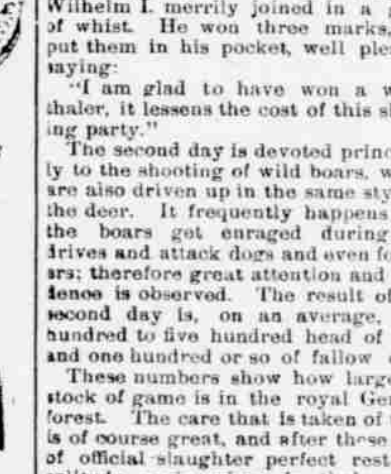 Wilhelm I. merrily joined in a
of whist. He won three marks,
put them in his pocket, well
saying:
"I am glad to have won a
thaler, it lessens the cost of this
ing party."
The second day is devoted princ
ly to the shooting of wild boars,
are also driven up in the same
the deer. It frequently happens
the boars get enraged during
drives and attack dogs and even
ers; therefore great attention and
ience is observed. The result of
second day is, on an average,
hundred to five hundred head of
and one hundred or so of fallow
These numbers show how large
stock of game is in the royal
forest. The care that is taken of
is of course great, and after these
of official slaughter perfect